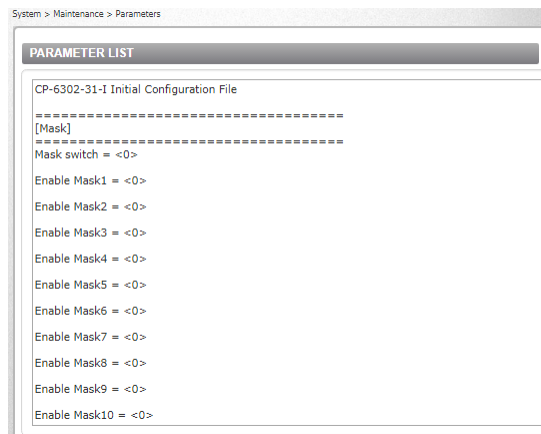 System > Maintenance > Parameters
PARAMETER LIST
CP-6302-31-I Initial Configuration File
====================================
[Mask]
====================================
Mask switch = <0>
Enable Mask1 = <0>
Enable Mask2 = <0>
Enable Mask3 = <0>
Enable Mask4 = <0>
Enable Mask5 = <0>
Enable Mask6 = <0>
Enable Mask7 = <0>
Enable Mask8 = <0>
Enable Mask9 = <0>
Enable Mask10 = <0>